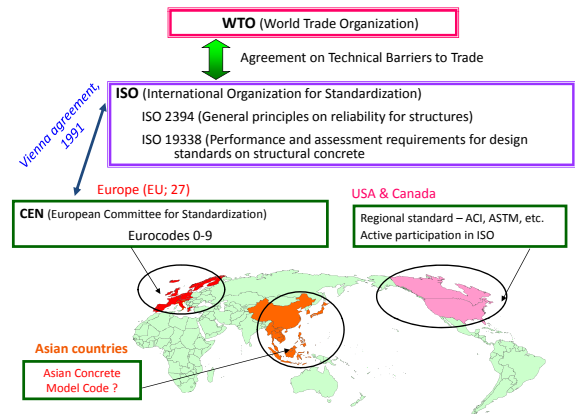 WTO (World Trade Organization)
Agreement on Technical Barriers to Trade
Vienna agreement,
1991
ISO (International Organization for Standardization)
ISO 2394 (General principles on reliability for structures)
ISO 19338 (Performance and assessment requirements for design
standards on structural concrete
Europe (EU; 27)
CEN (European Committee for Standardization)
Eurocodes 0-9
USA & Canada
Regional standard – ACI, ASTM, etc.
Active participation in ISO
Asian countries
Asian Concrete
Model Code ?